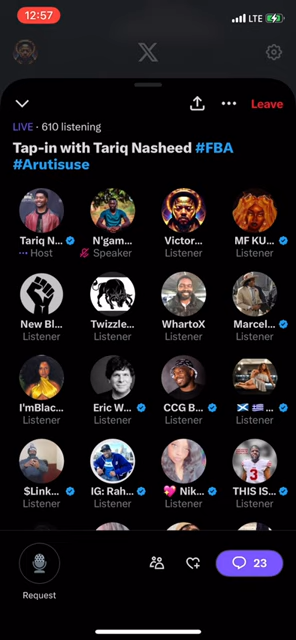 12:57
LTE
LIVE · 610 listening
Leave
Tap-in with Tariq Nasheed #FBA
#Arutisuse
Tariq N... N'gam... Victor... MF KU...
Host Speaker Listener Listener
New Bl... Twizzle... WhartoX Marcel...
Listener Listener Listener Listener
I'mBlac... Eric W... CCG B... ...
Listener Listener Listener Listener
$Link... IG: Rah... 💖 Nik... THIS IS...
Listener Listener Listener Listener
23
Request